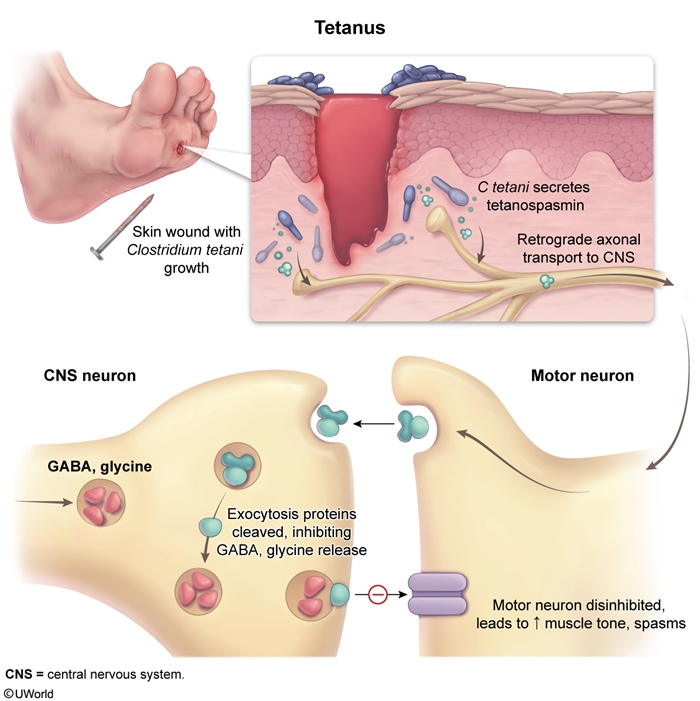 Tetanus
C tetani secretes
tetanospasmin
Skin wound with
Clostridium tetani
growth
Retrograde axonal
transport to CNS
CNS neuron
Motor neuron
GABA, glycine
Exocytosis proteins
cleaved, inhibiting
GABA, glycine release
Motor neuron disinhibited,
leads to ↑ muscle tone, spasms
CNS = central nervous system.
©UWorld